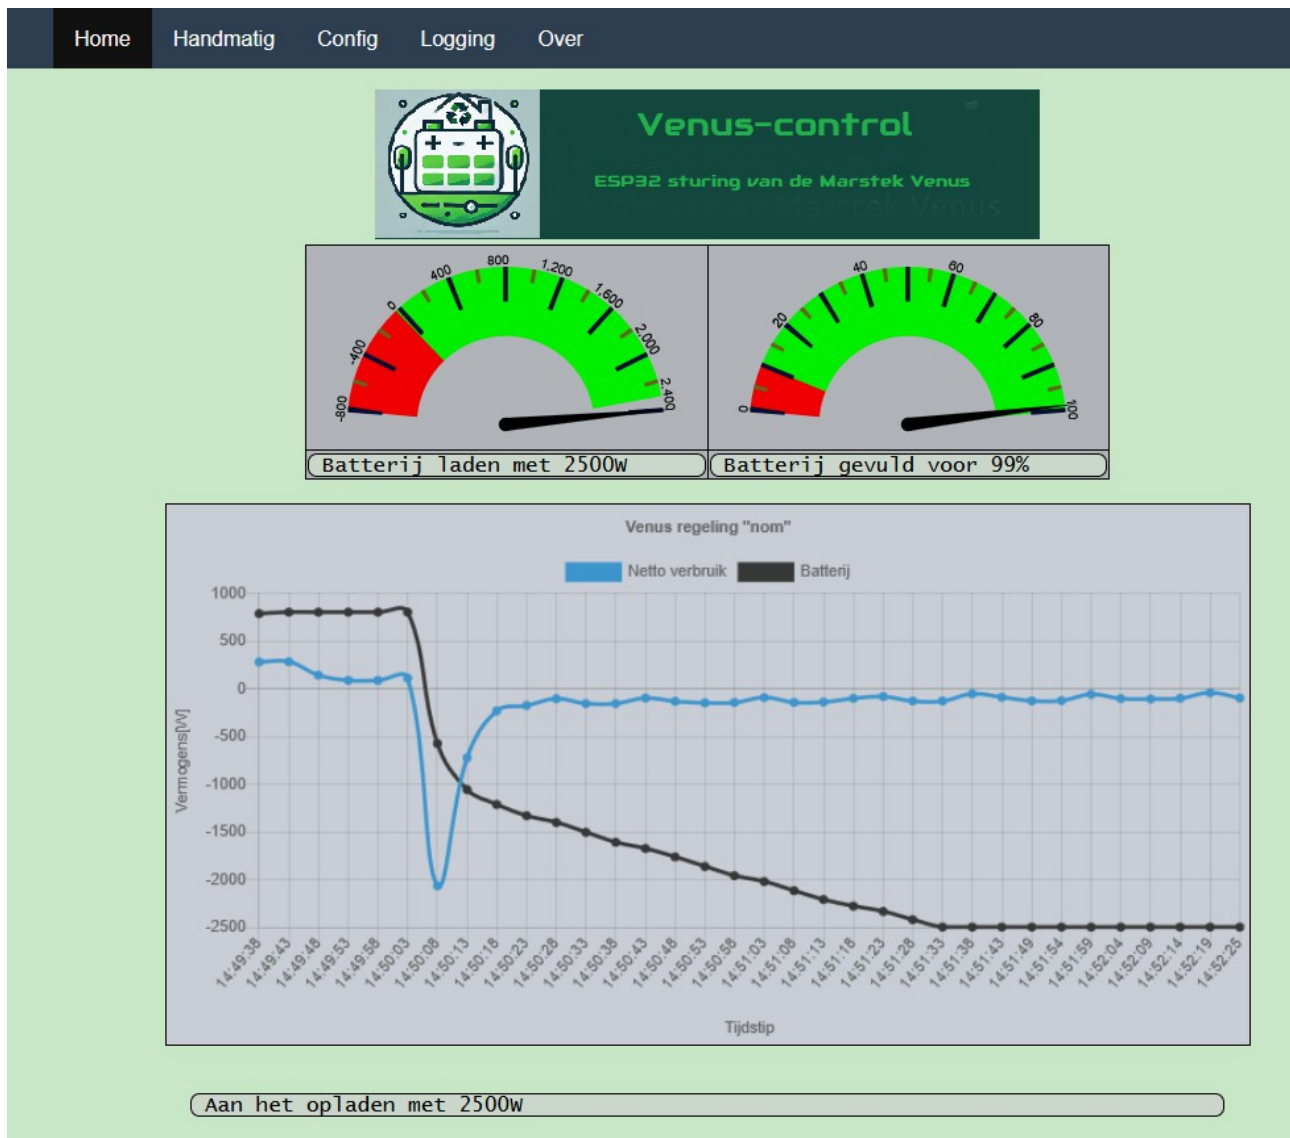 Home Handmatig Config Logging Over
Venus-control
ESP32 sturing van de Marstek Venus
-800 -400 0 400 800 1,200 1,600 2,000 2,400
0 20 40 60 80 100
Batterij laden met 2500W
Batterij gevuld voor 99%
Venus regeling "nom"
Netto verbruik Batterij
Vermogens[W]
1000
500
0
-500
-1000
-1500
-2000
-2500
14:49:38 14:49:43 14:49:48 14:49:53 14:49:58 14:50:03 14:50:08 14:50:13 14:50:18 14:50:23 14:50:28 14:50:33 14:50:38 14:50:43 14:50:48 14:50:53 14:50:58 14:51:03 14:51:08 14:51:13 14:51:18 14:51:23 14:51:28 14:51:33 14:51:38 14:51:43 14:51:49 14:51:54 14:51:59 14:52:04 14:52:09 14:52:14 14:52:19 14:52:25
Tijdstip
Aan het opladen met 2500W